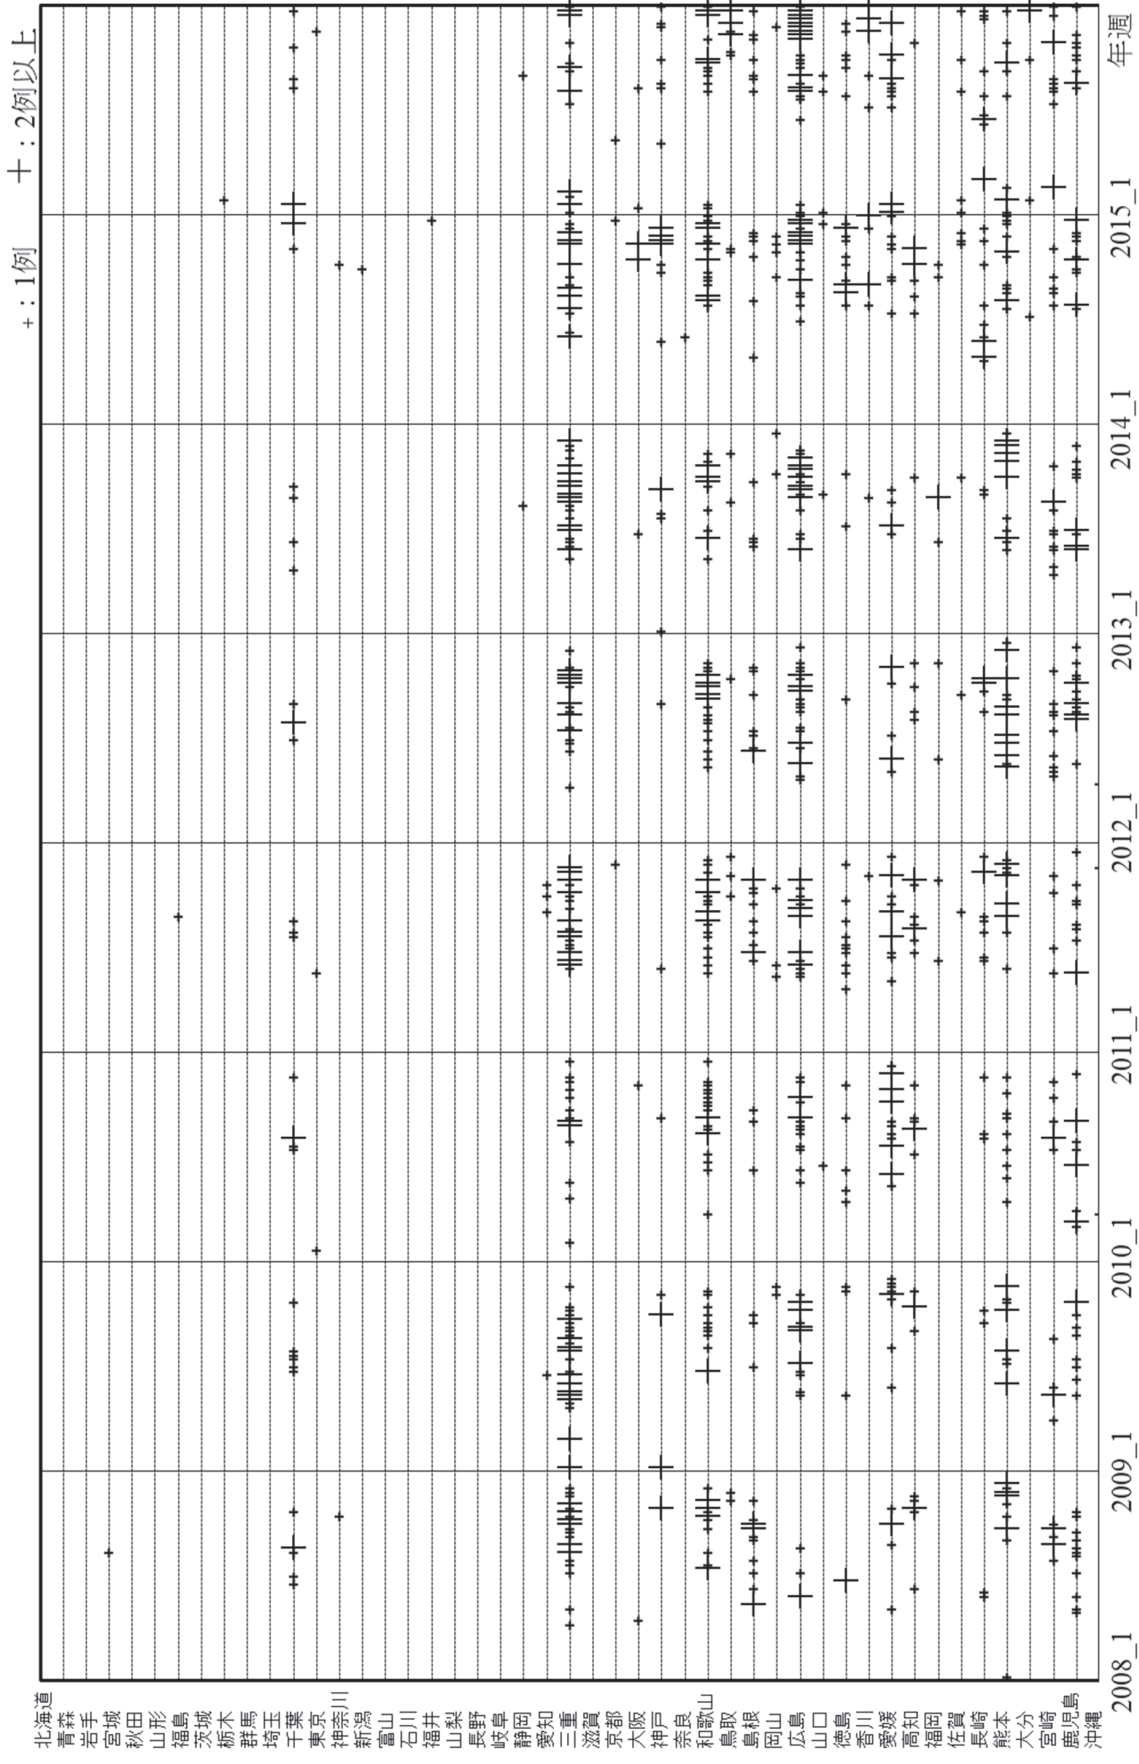 +：1例　十：2例以上
北海道
青森
岩手
宮城
秋田
山形
福島
茨城
栃木
群馬
埼玉
千葉
東京
神奈川
新潟
富山
石川
福井
山梨
長野
岐阜
静岡
愛知
三重
滋賀
京都
大阪
神戸
奈良
和歌山
鳥取
島根
岡山
広島
山口
徳島
香川
愛媛
高知
福岡
佐賀
長崎
熊本
大分
宮崎
鹿児島
沖縄
2008_1
2009_1
2010_1
2011_1
2012_1
2013_1
2014_1
2015_1
年週